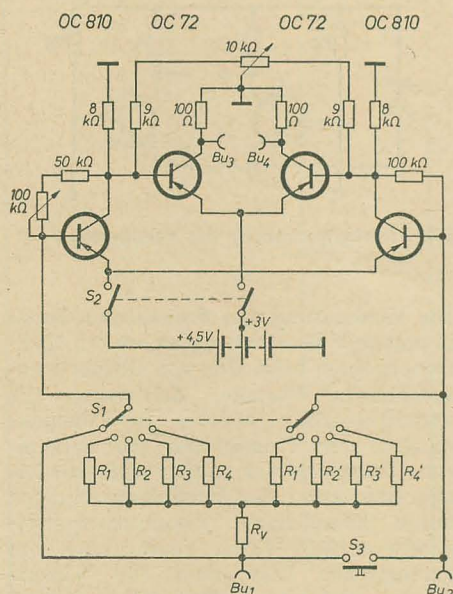 OC 810 OC 72 OC 72 OC 810
10 kΩ
8 kΩ
9 kΩ
100 Ω
100 Ω
9 kΩ
8 kΩ
Bu3 Bu4
50 kΩ
100 kΩ
100 kΩ
S2
+4,5V
+3V
S1
R1 R2 R3 R4 R1' R2' R3' R4'
Rv
S3
Bu1 Bu2